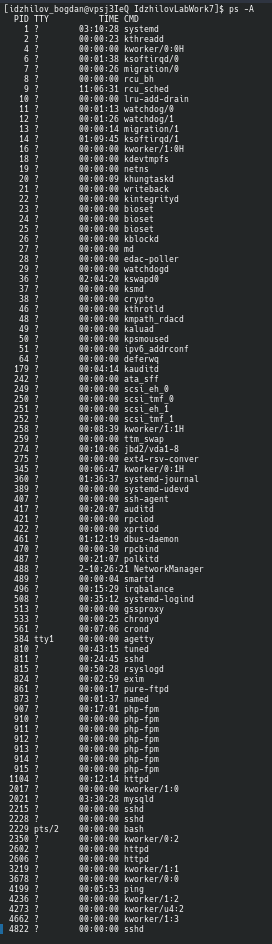 [idzhilov_bogdan@vpsj3IeQ IdzhilovLabWork7]$ ps -A
  PID TTY          TIME CMD
    1 ?        03:10:28 systemd
    2 ?        00:00:23 kthreadd
    4 ?        00:00:00 kworker/0:0H
    6 ?        00:01:38 ksoftirqd/0
    7 ?        00:00:26 migration/0
    8 ?        00:00:00 rcu_bh
    9 ?        11:06:31 rcu_sched
   10 ?        00:00:00 lru-add-drain
   11 ?        00:01:13 watchdog/0
   12 ?        00:01:26 watchdog/1
   13 ?        00:00:14 migration/1
   14 ?        01:09:45 ksoftirqd/1
   16 ?        00:00:00 kworker/1:0H
   18 ?        00:00:00 kdevtmpfs
   19 ?        00:00:00 netns
   20 ?        00:00:09 khungtaskd
   21 ?        00:00:00 writeback
   22 ?        00:00:00 kintegrityd
   23 ?        00:00:00 bioset
   24 ?        00:00:00 bioset
   25 ?        00:00:00 bioset
   26 ?        00:00:00 kblockd
   27 ?        00:00:00 md
   28 ?        00:00:00 edac-poller
   29 ?        00:00:00 watchdogd
   36 ?        02:04:20 kswapd0
   37 ?        00:00:00 ksmd
   38 ?        00:00:00 crypto
   46 ?        00:00:00 kthrotld
   48 ?        00:00:00 kmpath_rdacd
   49 ?        00:00:00 kaluad
   50 ?        00:00:00 kpsmoused
   51 ?        00:00:00 ipv6_addrconf
   64 ?        00:00:00 deferwq
  179 ?        00:04:14 kauditd
  242 ?        00:00:00 ata_sff
  249 ?        00:00:00 scsi_eh_0
  250 ?        00:00:00 scsi_tmf_0
  251 ?        00:00:00 scsi_eh_1
  252 ?        00:00:00 scsi_tmf_1
  258 ?        00:08:39 kworker/1:1H
  259 ?        00:00:00 ttm_swap
  274 ?        00:10:06 jbd2/vda1-8
  275 ?        00:00:00 ext4-rsv-conver
  345 ?        00:06:47 kworker/0:1H
  360 ?        01:36:37 systemd-journal
  389 ?        00:00:00 systemd-udevd
  407 ?        00:00:00 ssh-agent
  417 ?        00:20:07 auditd
  421 ?        00:00:00 rpciod
  422 ?        00:00:00 xprtiod
  461 ?        01:12:19 dbus-daemon
  470 ?        00:00:30 rpcbind
  487 ?        00:21:07 polkitd
  488 ?        2-10:26:21 NetworkManager
  489 ?        00:00:04 smartd
  496 ?        00:15:29 irqbalance
  508 ?        00:35:12 systemd-logind
  513 ?        00:00:00 gssproxy
  533 ?        00:00:25 chronyd
  561 ?        00:07:06 crond
  584 tty1     00:00:00 agetty
  810 ?        00:43:15 tuned
  811 ?        00:24:45 sshd
  815 ?        00:50:28 rsyslogd
  824 ?        00:02:59 exim
  861 ?        00:00:17 pure-ftpd
  873 ?        00:01:37 named
  907 ?        00:17:01 php-fpm
  910 ?        00:00:00 php-fpm
  911 ?        00:00:00 php-fpm
  912 ?        00:00:00 php-fpm
  913 ?        00:00:00 php-fpm
  914 ?        00:00:00 php-fpm
  915 ?        00:00:00 php-fpm
 1104 ?        00:12:14 httpd
 2017 ?        00:00:00 kworker/1:0
 2021 ?        03:30:28 mysqld
 2215 ?        00:00:00 sshd
 2228 ?        00:00:00 sshd
 2229 pts/2    00:00:00 bash
 2350 ?        00:00:00 kworker/0:2
 2602 ?        00:00:00 httpd
 2606 ?        00:00:00 httpd
 3219 ?        00:00:00 kworker/1:1
 3678 ?        00:00:00 kworker/0:0
 4199 ?        00:05:53 ping
 4236 ?        00:00:00 kworker/1:2
 4273 ?        00:00:00 kworker/u4:2
 4662 ?        00:00:00 kworker/1:3
 4822 ?        00:00:00 sshd